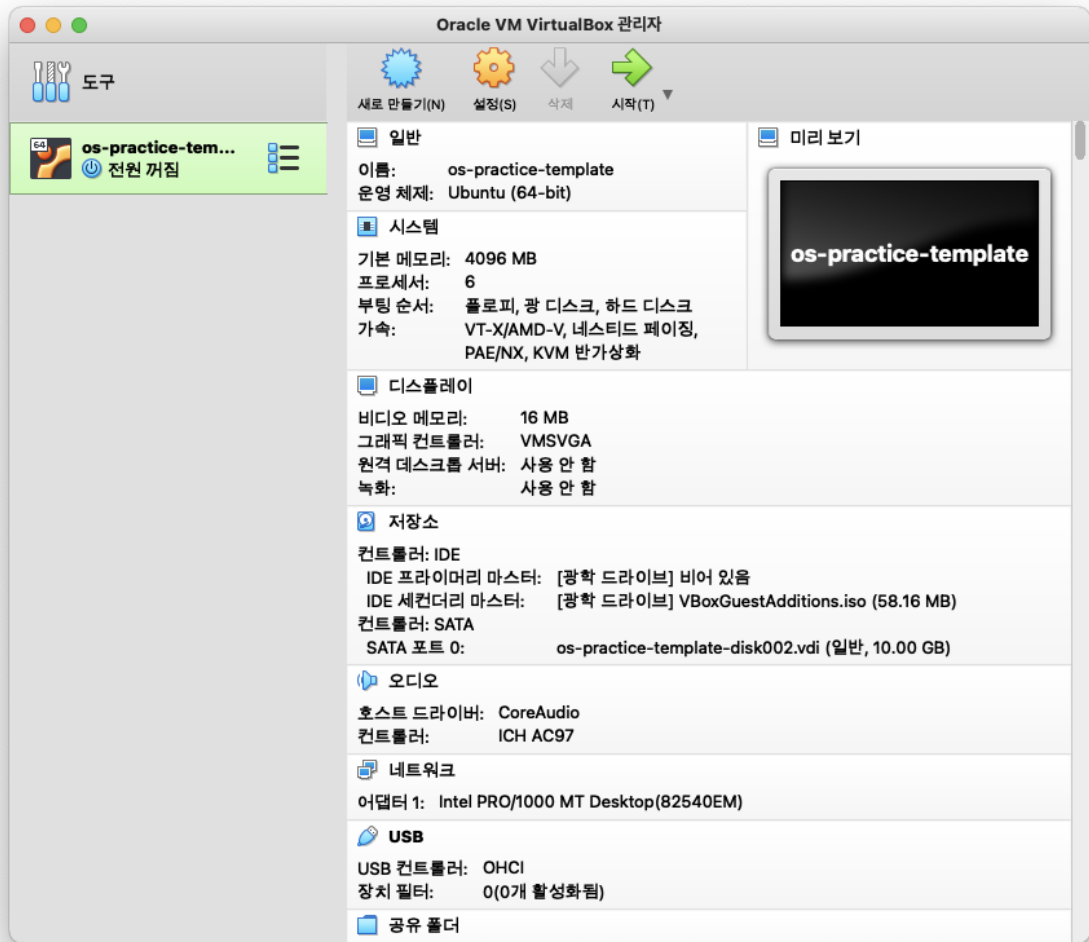 Oracle VM VirtualBox 관리자
도구
새로 만들기(N) 설정(S) 삭제 시작(T)
64
os-practice-tem...
전원 꺼짐
일반
이름: os-practice-template
운영 체제: Ubuntu (64-bit)
미리 보기
os-practice-template
시스템
기본 메모리: 4096 MB
프로세서: 6
부팅 순서: 플로피, 광 디스크, 하드 디스크
가속: VT-X/AMD-V, 네스티드 페이징,
PAE/NX, KVM 반가상화
디스플레이
비디오 메모리: 16 MB
그래픽 컨트롤러: VMSVGA
원격 데스크톱 서버: 사용 안 함
녹화: 사용 안 함
저장소
컨트롤러: IDE
IDE 프라이머리 마스터: [광학 드라이브] 비어 있음
IDE 세컨더리 마스터: [광학 드라이브] VBoxGuestAdditions.iso (58.16 MB)
컨트롤러: SATA
SATA 포트 0: os-practice-template-disk002.vdi (일반, 10.00 GB)
오디오
호스트 드라이버: CoreAudio
컨트롤러: ICH AC97
네트워크
어댑터 1: Intel PRO/1000 MT Desktop(82540EM)
USB
USB 컨트롤러: OHCI
장치 필터: 0(0개 활성화됨)
공유 폴더